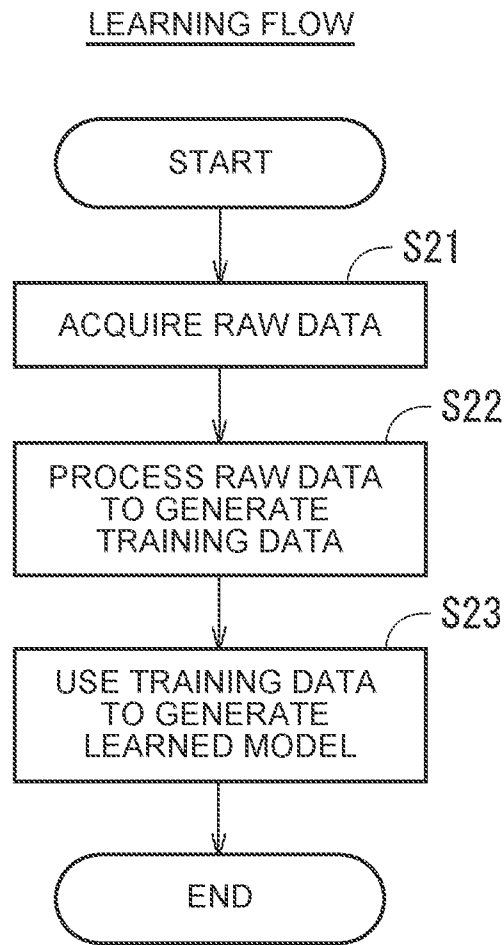 LEARNING FLOW
START
S21
ACQUIRE RAW DATA
S22
PROCESS RAW DATA
TO GENERATE
TRAINING DATA
S23
USE TRAINING DATA
TO GENERATE
LEARNED MODEL
END